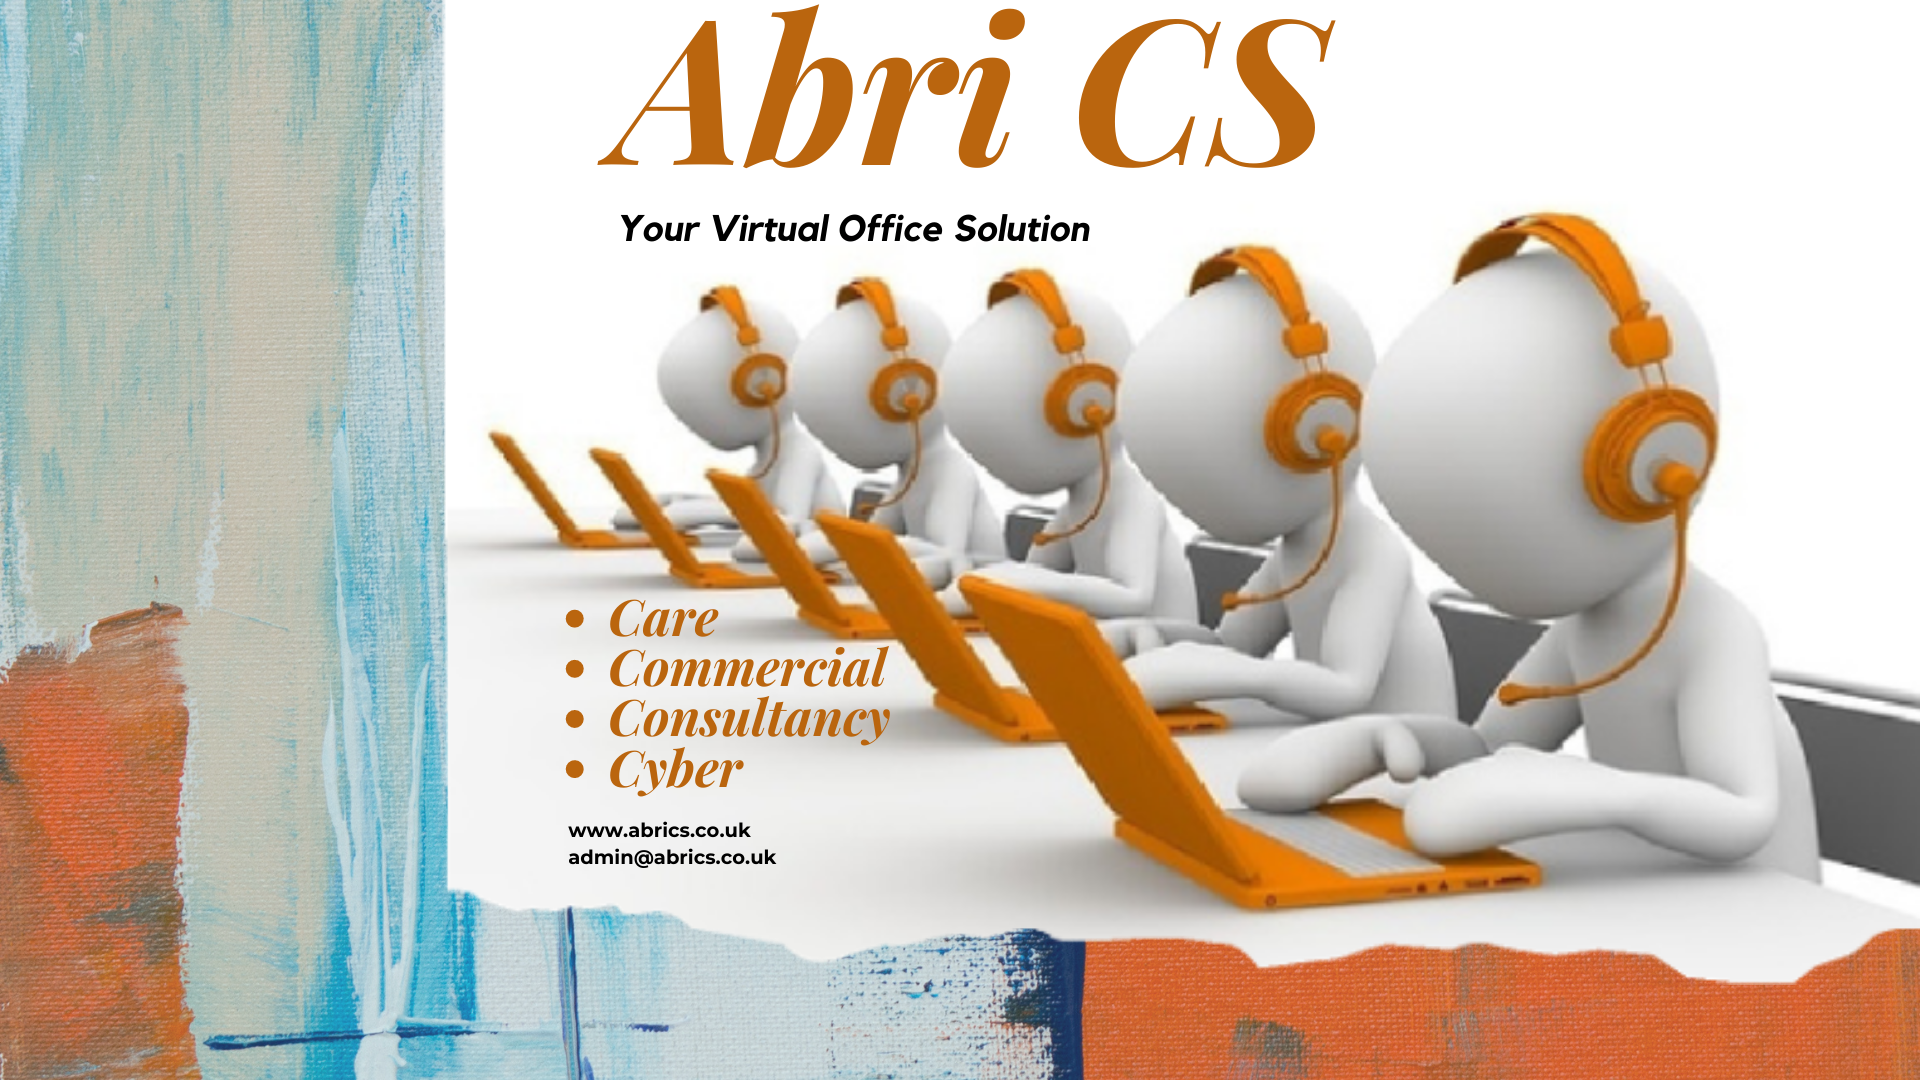 Abri CS
Your Virtual Office Solution
• Care
• Commercial
• Consultancy
• Cyber
www.abrics.co.uk
admin@abrics.co.uk